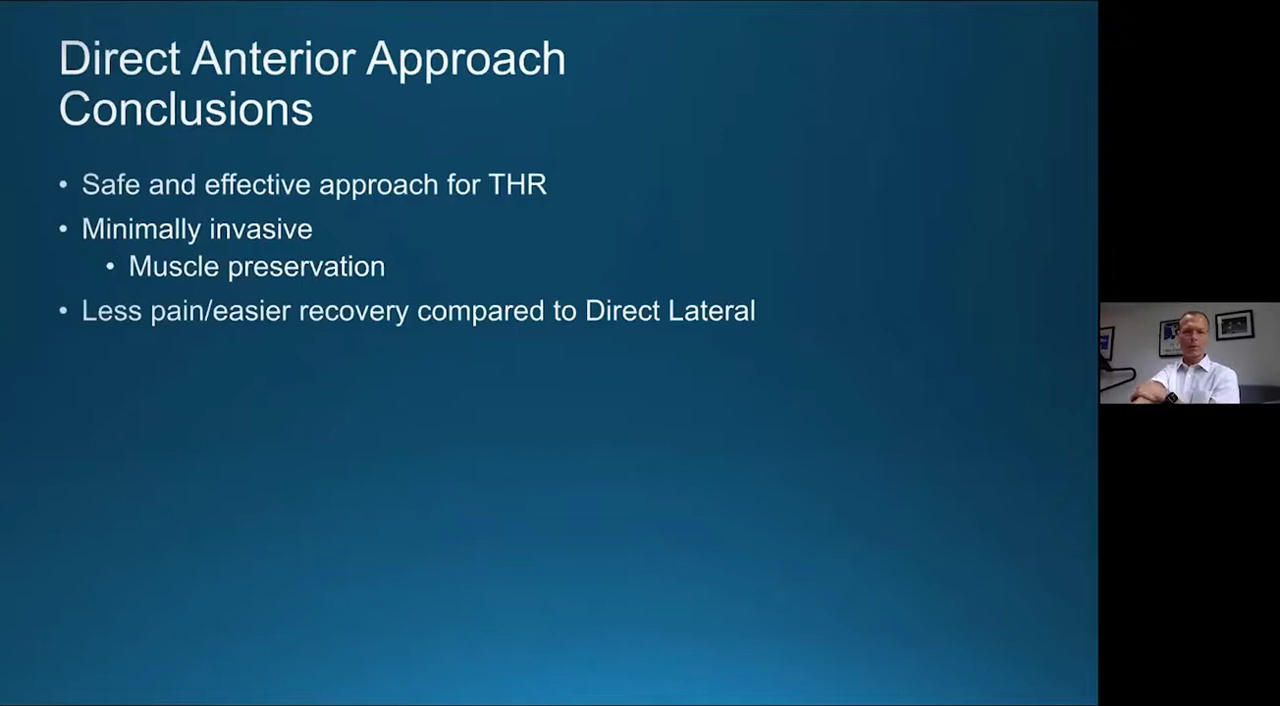 Direct Anterior Approach
Conclusions
• Safe and effective approach for THR
• Minimally invasive
• Muscle preservation
• Less pain/easier recovery compared to Direct Lateral